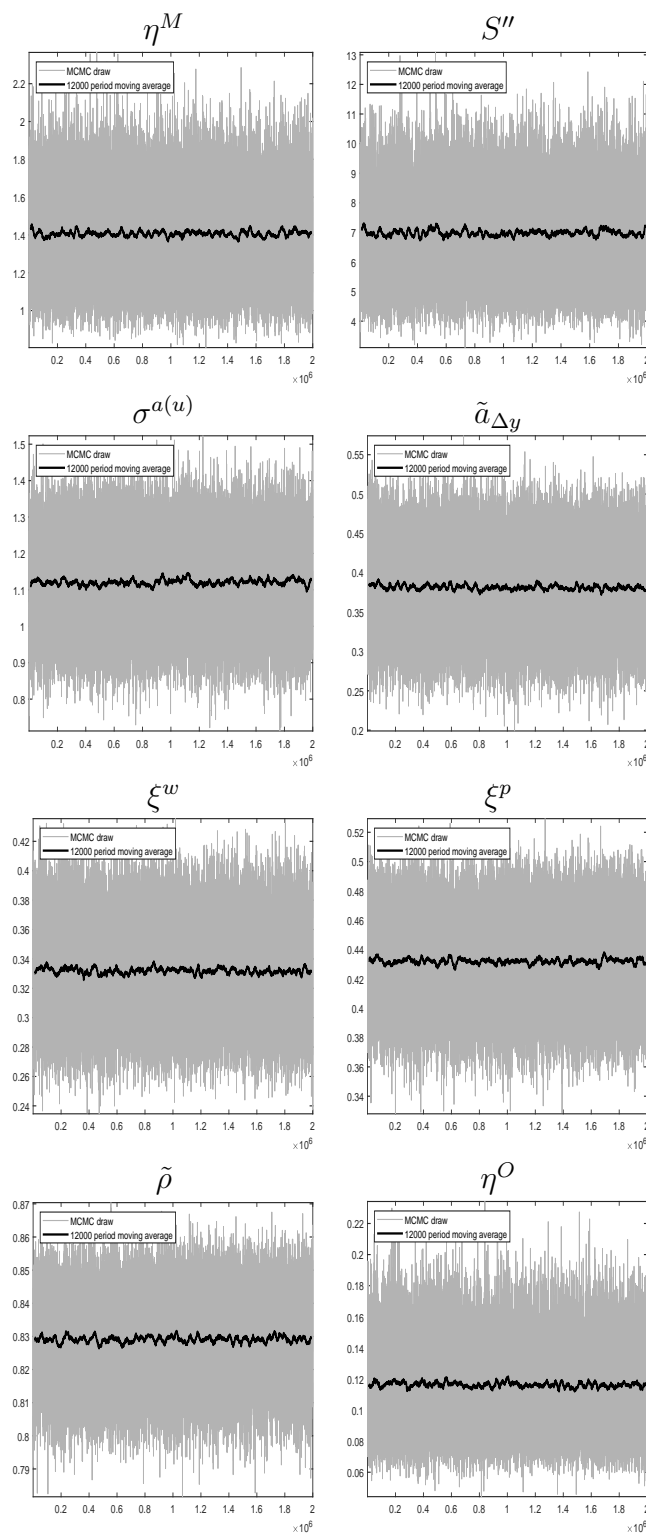 η^M
MCMC draw
12000 period moving average
2.2
2
1.8
1.6
1.4
1.2
1
0.2 0.4 0.6 0.8 1 1.2 1.4 1.6 1.8 2
×10^6
S′′
MCMC draw
12000 period moving average
13
12
11
10
9
8
7
6
5
4
0.2 0.4 0.6 0.8 1 1.2 1.4 1.6 1.8 2
×10^6
σ^{a(u)}
MCMC draw
12000 period moving average
1.5
1.4
1.3
1.2
1.1
1
0.9
0.8
0.2 0.4 0.6 0.8 1 1.2 1.4 1.6 1.8 2
×10^6
ã_{Δy}
MCMC draw
12000 period moving average
0.55
0.5
0.45
0.4
0.35
0.3
0.25
0.2
0.2 0.4 0.6 0.8 1 1.2 1.4 1.6 1.8 2
×10^6
ξ^w
MCMC draw
12000 period moving average
0.42
0.4
0.38
0.36
0.34
0.32
0.3
0.28
0.26
0.24
0.2 0.4 0.6 0.8 1 1.2 1.4 1.6 1.8 2
×10^6
ξ^p
MCMC draw
12000 period moving average
0.52
0.5
0.48
0.46
0.44
0.42
0.4
0.38
0.36
0.34
0.2 0.4 0.6 0.8 1 1.2 1.4 1.6 1.8 2
×10^6
ρ̃
MCMC draw
12000 period moving average
0.87
0.86
0.85
0.84
0.83
0.82
0.81
0.8
0.79
0.2 0.4 0.6 0.8 1 1.2 1.4 1.6 1.8 2
×10^6
η^O
MCMC draw
12000 period moving average
0.22
0.2
0.18
0.16
0.14
0.12
0.1
0.08
0.06
0.2 0.4 0.6 0.8 1 1.2 1.4 1.6 1.8 2
×10^6